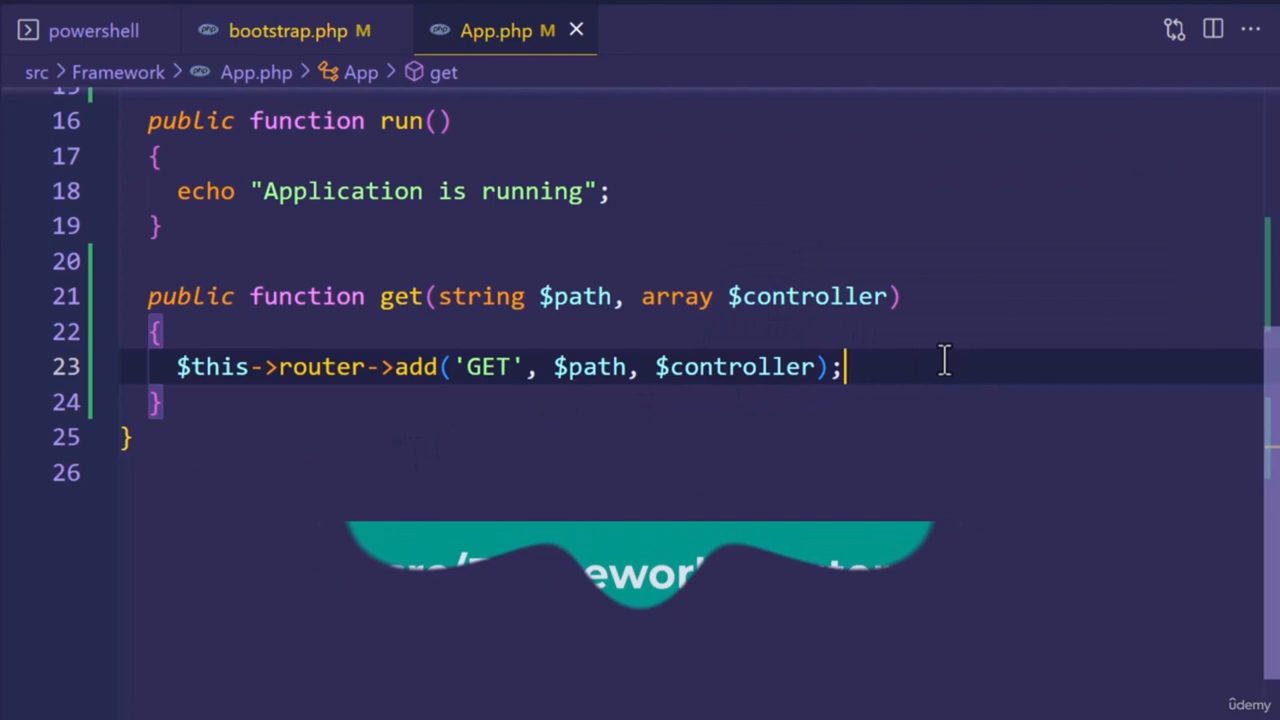 powershell bootstrap.php M App.php M
src > Framework > App.php > App > get
15
16 public function run()
17 {
18 echo "Application is running";
19 }
20
21 public function get(string $path, array $controller)
22 {
23 $this->router->add('GET', $path, $controller);
24 }
25 }
26
ûdemy